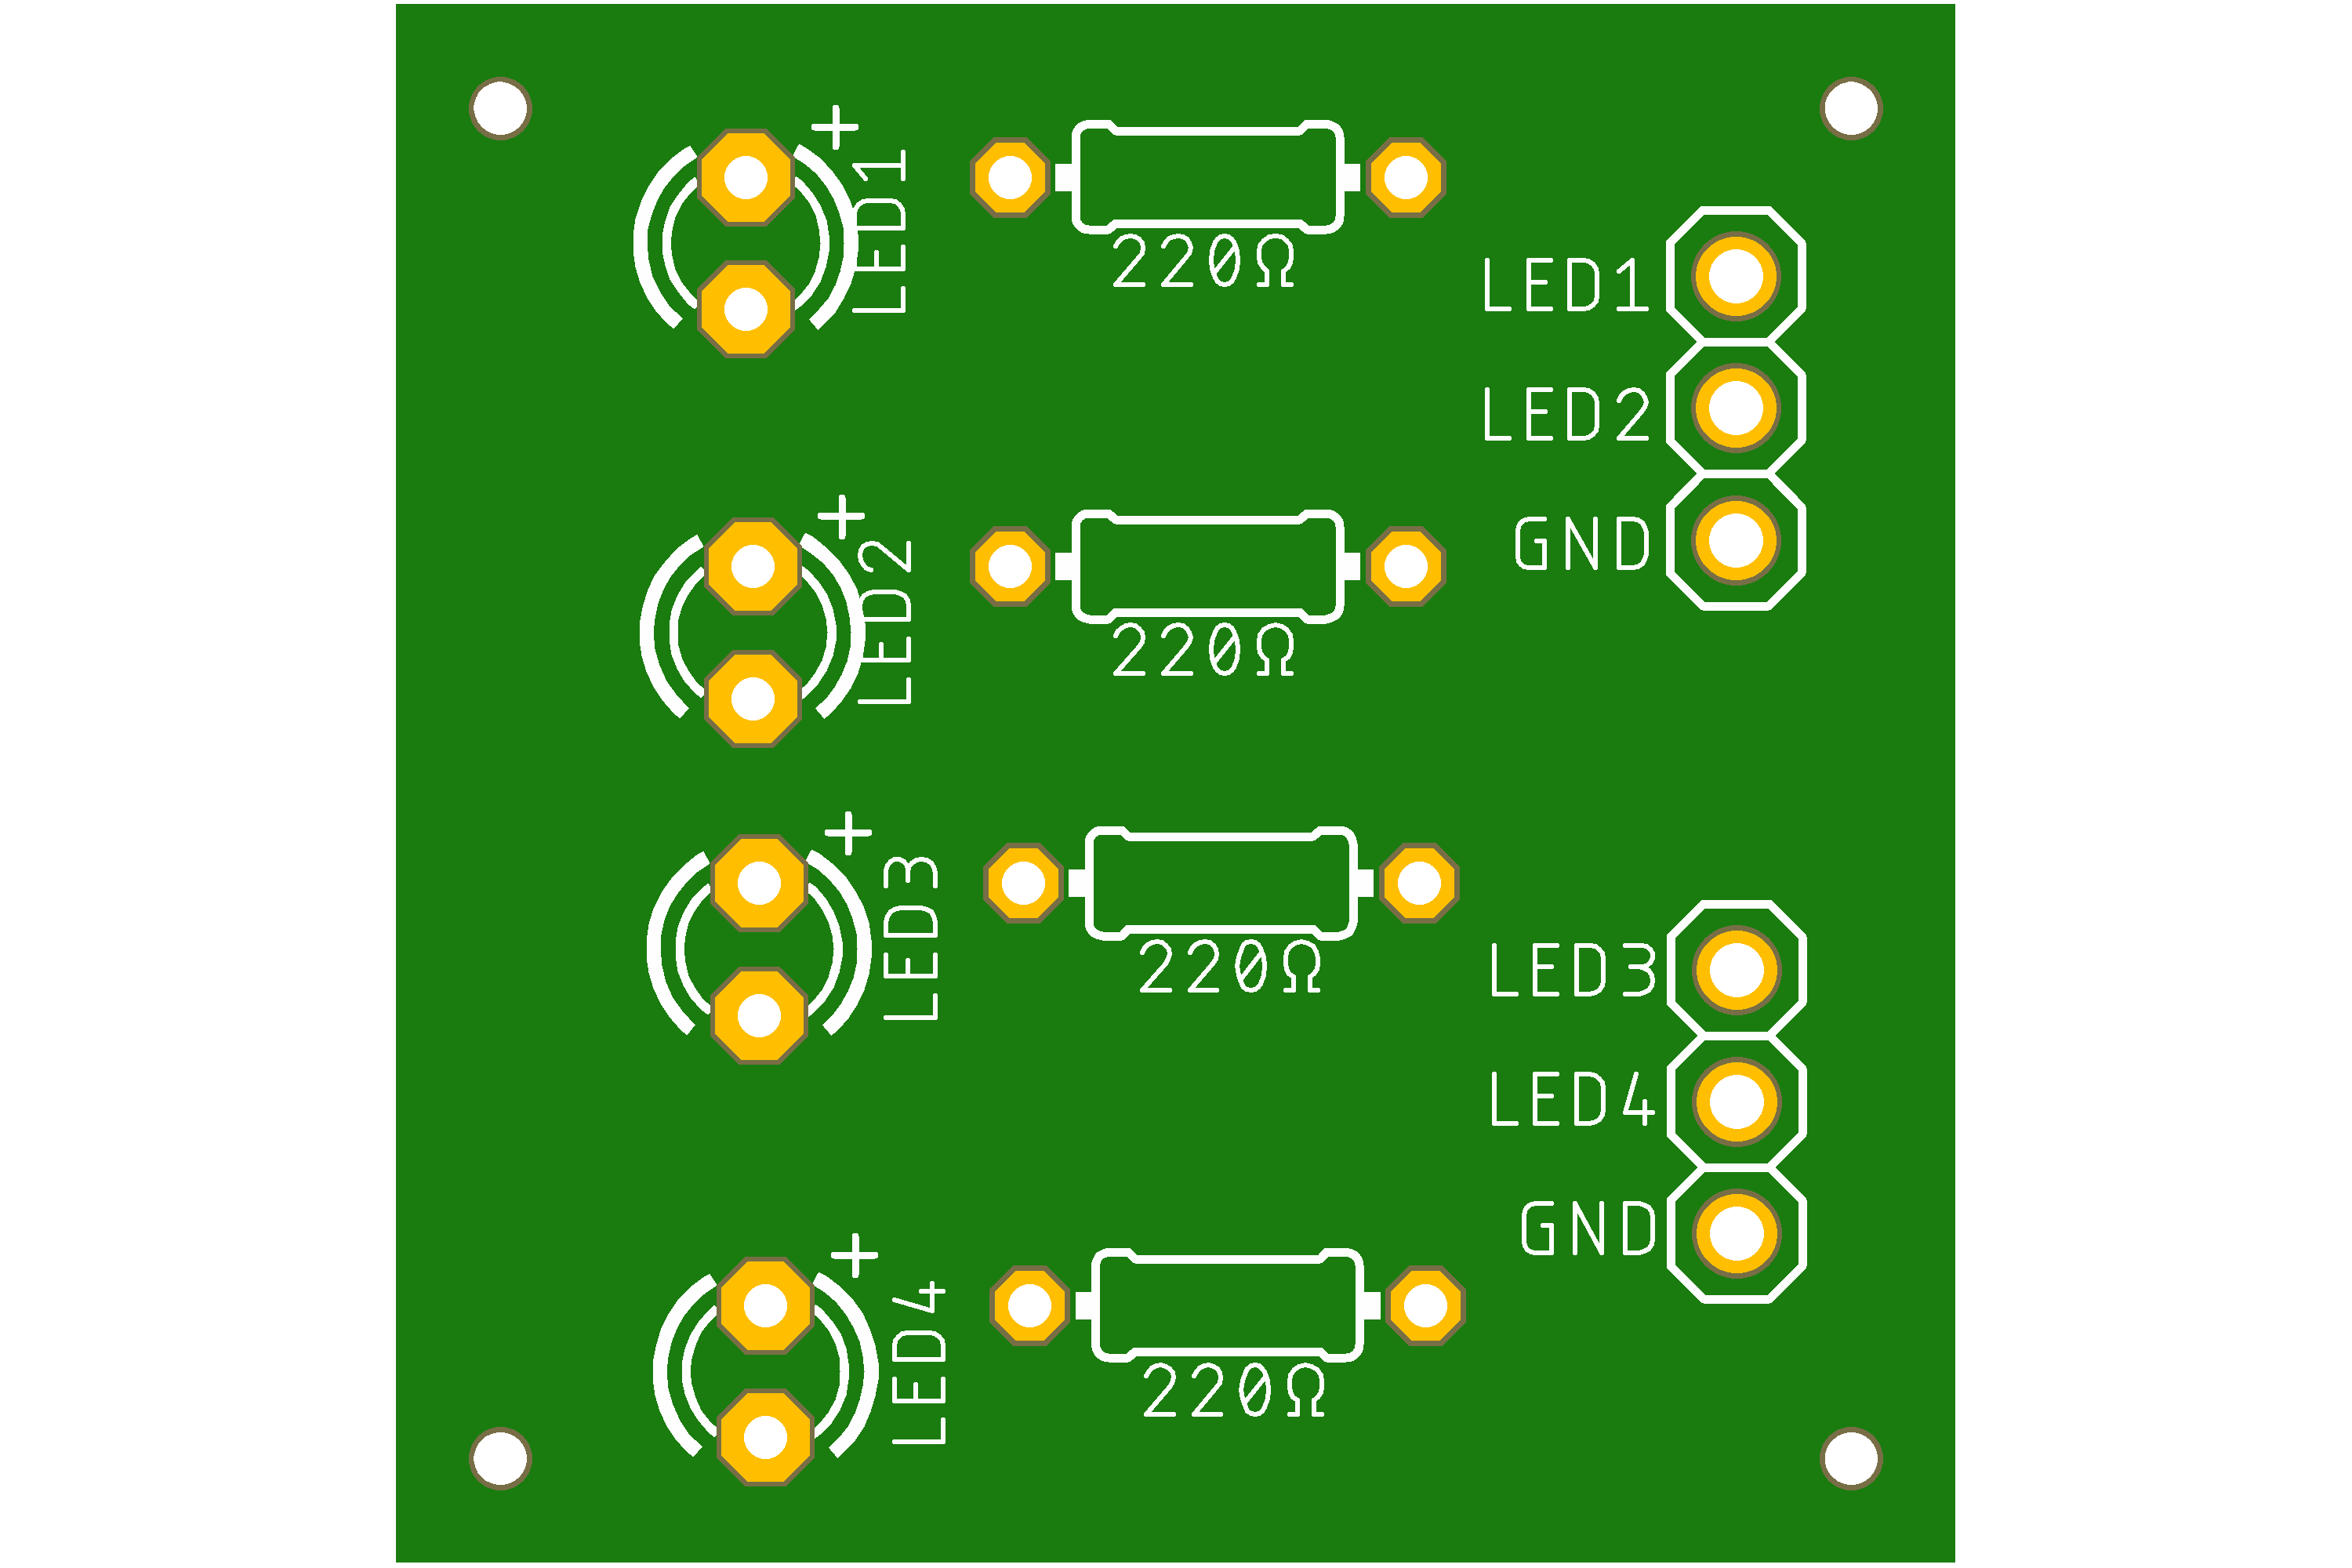 +
LED1
220Ω
LED1
LED2
GND
+
LED2
220Ω
+
LED3
220Ω
LED3
LED4
GND
+
LED4
220Ω